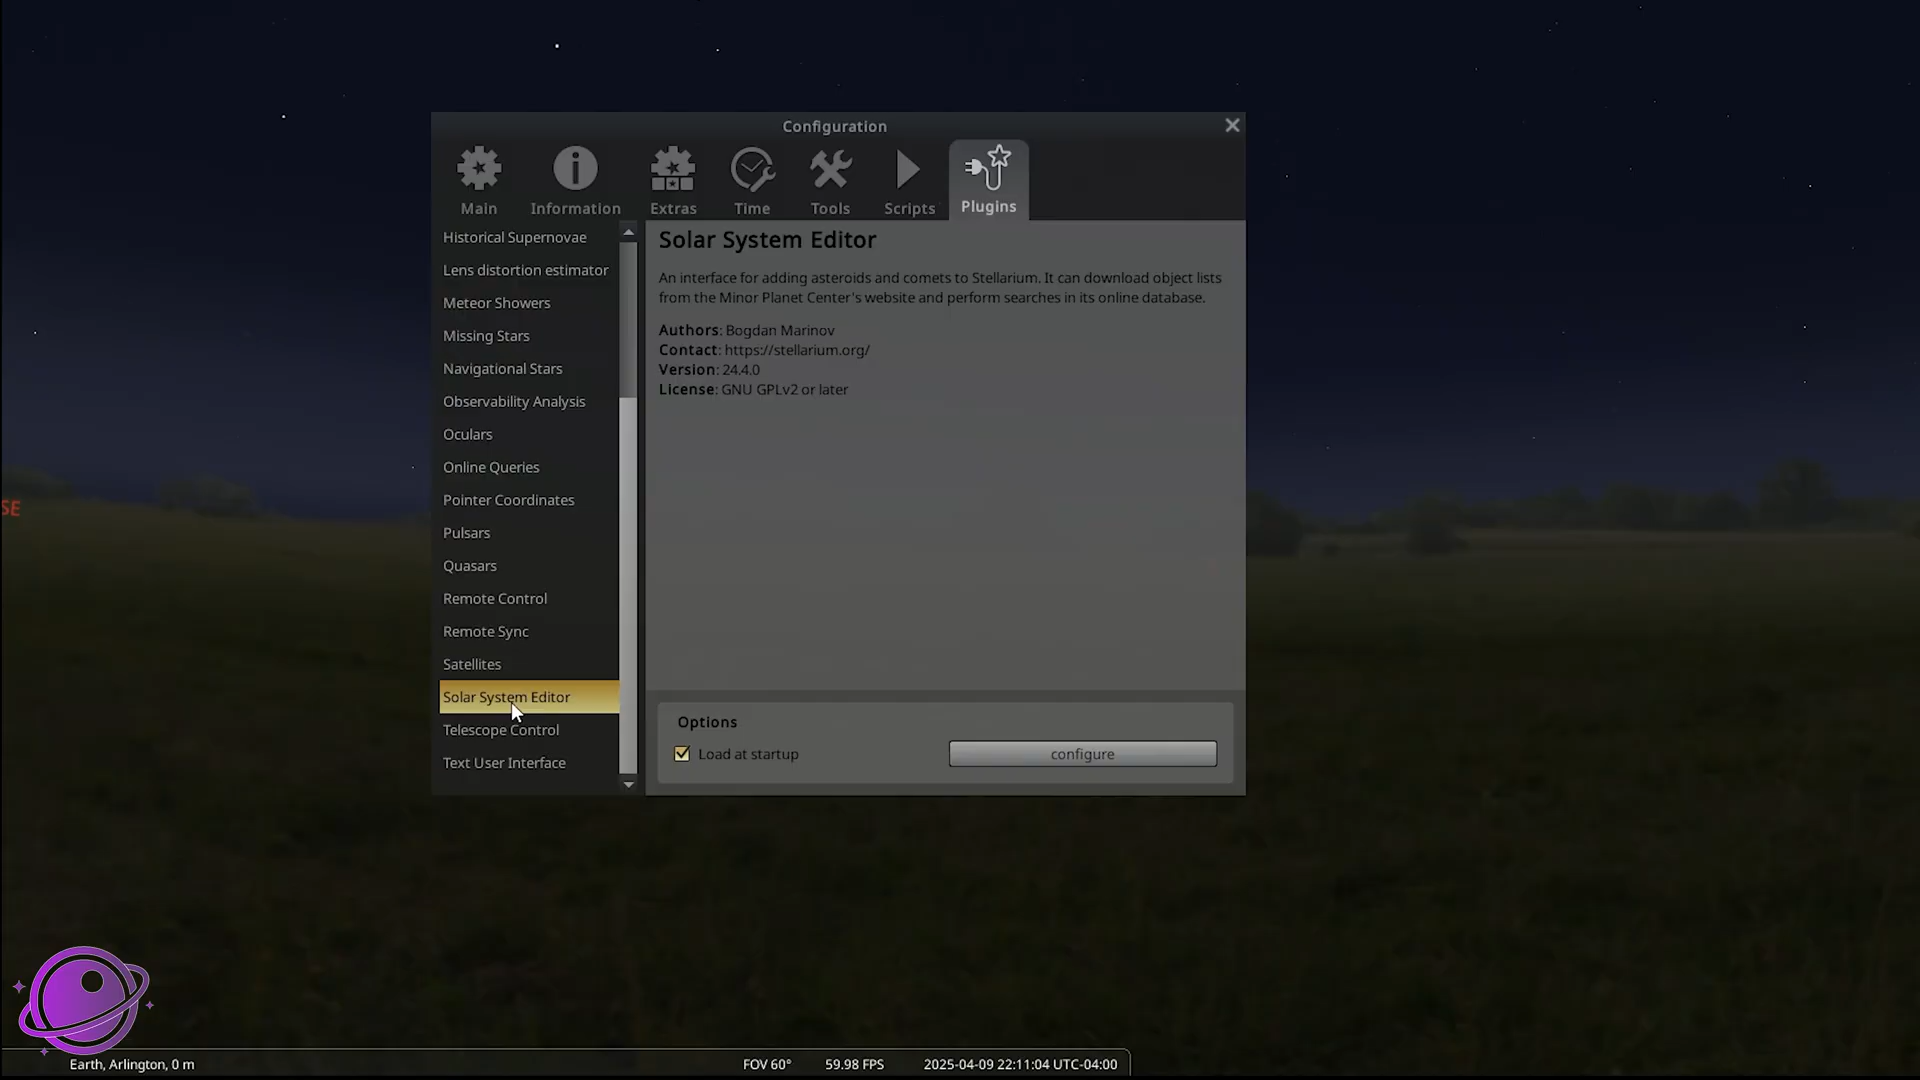 Configuration
Main
Information
Extras
Time
Tools
Scripts
Plugins
Historical Supernovae
Lens distortion estimator
Meteor Showers
Missing Stars
Navigational Stars
Observability Analysis
Oculars
Online Queries
Pointer Coordinates
Pulsars
Quasars
Remote Control
Remote Sync
Satellites
Solar System Editor
Telescope Control
Text User Interface
Solar System Editor
An interface for adding asteroids and comets to Stellarium. It can download object lists
from the Minor Planet Center's website and perform searches in its online database.
Authors: Bogdan Marinov
Contact: https://stellarium.org/
Version: 24.4.0
License: GNU GPLv2 or later
Options
Load at startup
configure
SE
Earth, Arlington, 0 m
FOV 60°
59.98 FPS
2025-04-09 22:11:04 UTC-04:00